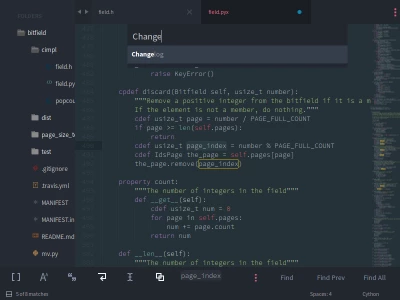 field.h
field.pyx
Change
Changelog
bitfield
cimpl
field.h
field.py
popcou
dist
page_size_t
test
.gitignore
.travis.yml
MANIFEST
MANIFEST.in
README.md
mv.py
raise KeyError()
cpdef discard(Bitfield self, usize_t number):
"""Remove a positive integer from the bitfield if it is a m
If the element is not a member, do nothing."""
cdef usize_t page = number / PAGE_FULL_COUNT
if page >= len(self.pages):
return
cdef usize_t page_index = number % PAGE_FULL_COUNT
cdef IdsPage the_page = self.pages[page]
the_page.remove(page_index)
property count:
"""The number of integers in the field"""
def __get__(self):
cdef usize_t num = 0
for page in self.pages:
num += page.count
return num
def __len__(self):
"""The number of integers in the field"""
page_index
Find
Find Prev
Find All
Spaces: 4
Cython